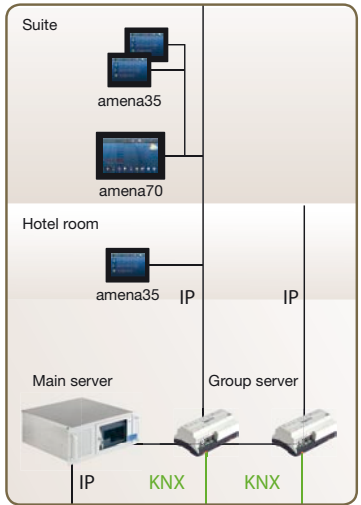 Suite
amena35
amena70
Hotel room
amena35
IP
IP
Main server
Group server
IP
KNX
KNX